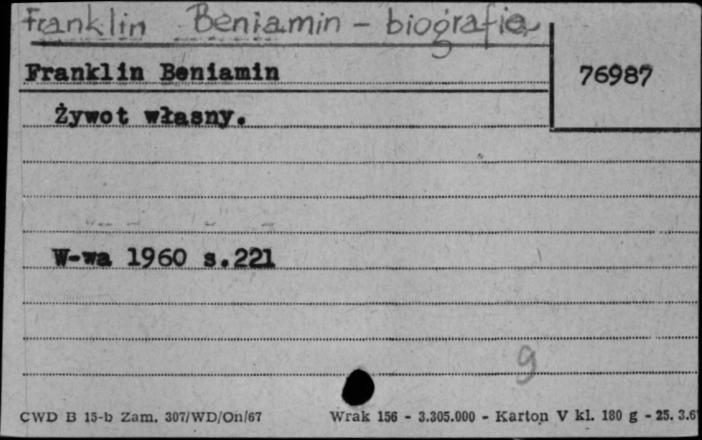 Franklin Beniamin - biografia
Franklin Beniamin
76987
Żywot własny.
W-wa 1960 s.221
9
CWD B 15-b Zam. 307/WD/On/67 Wrak 156 - 3.305.000 - Karton V kl. 180 g - 25. 3.6